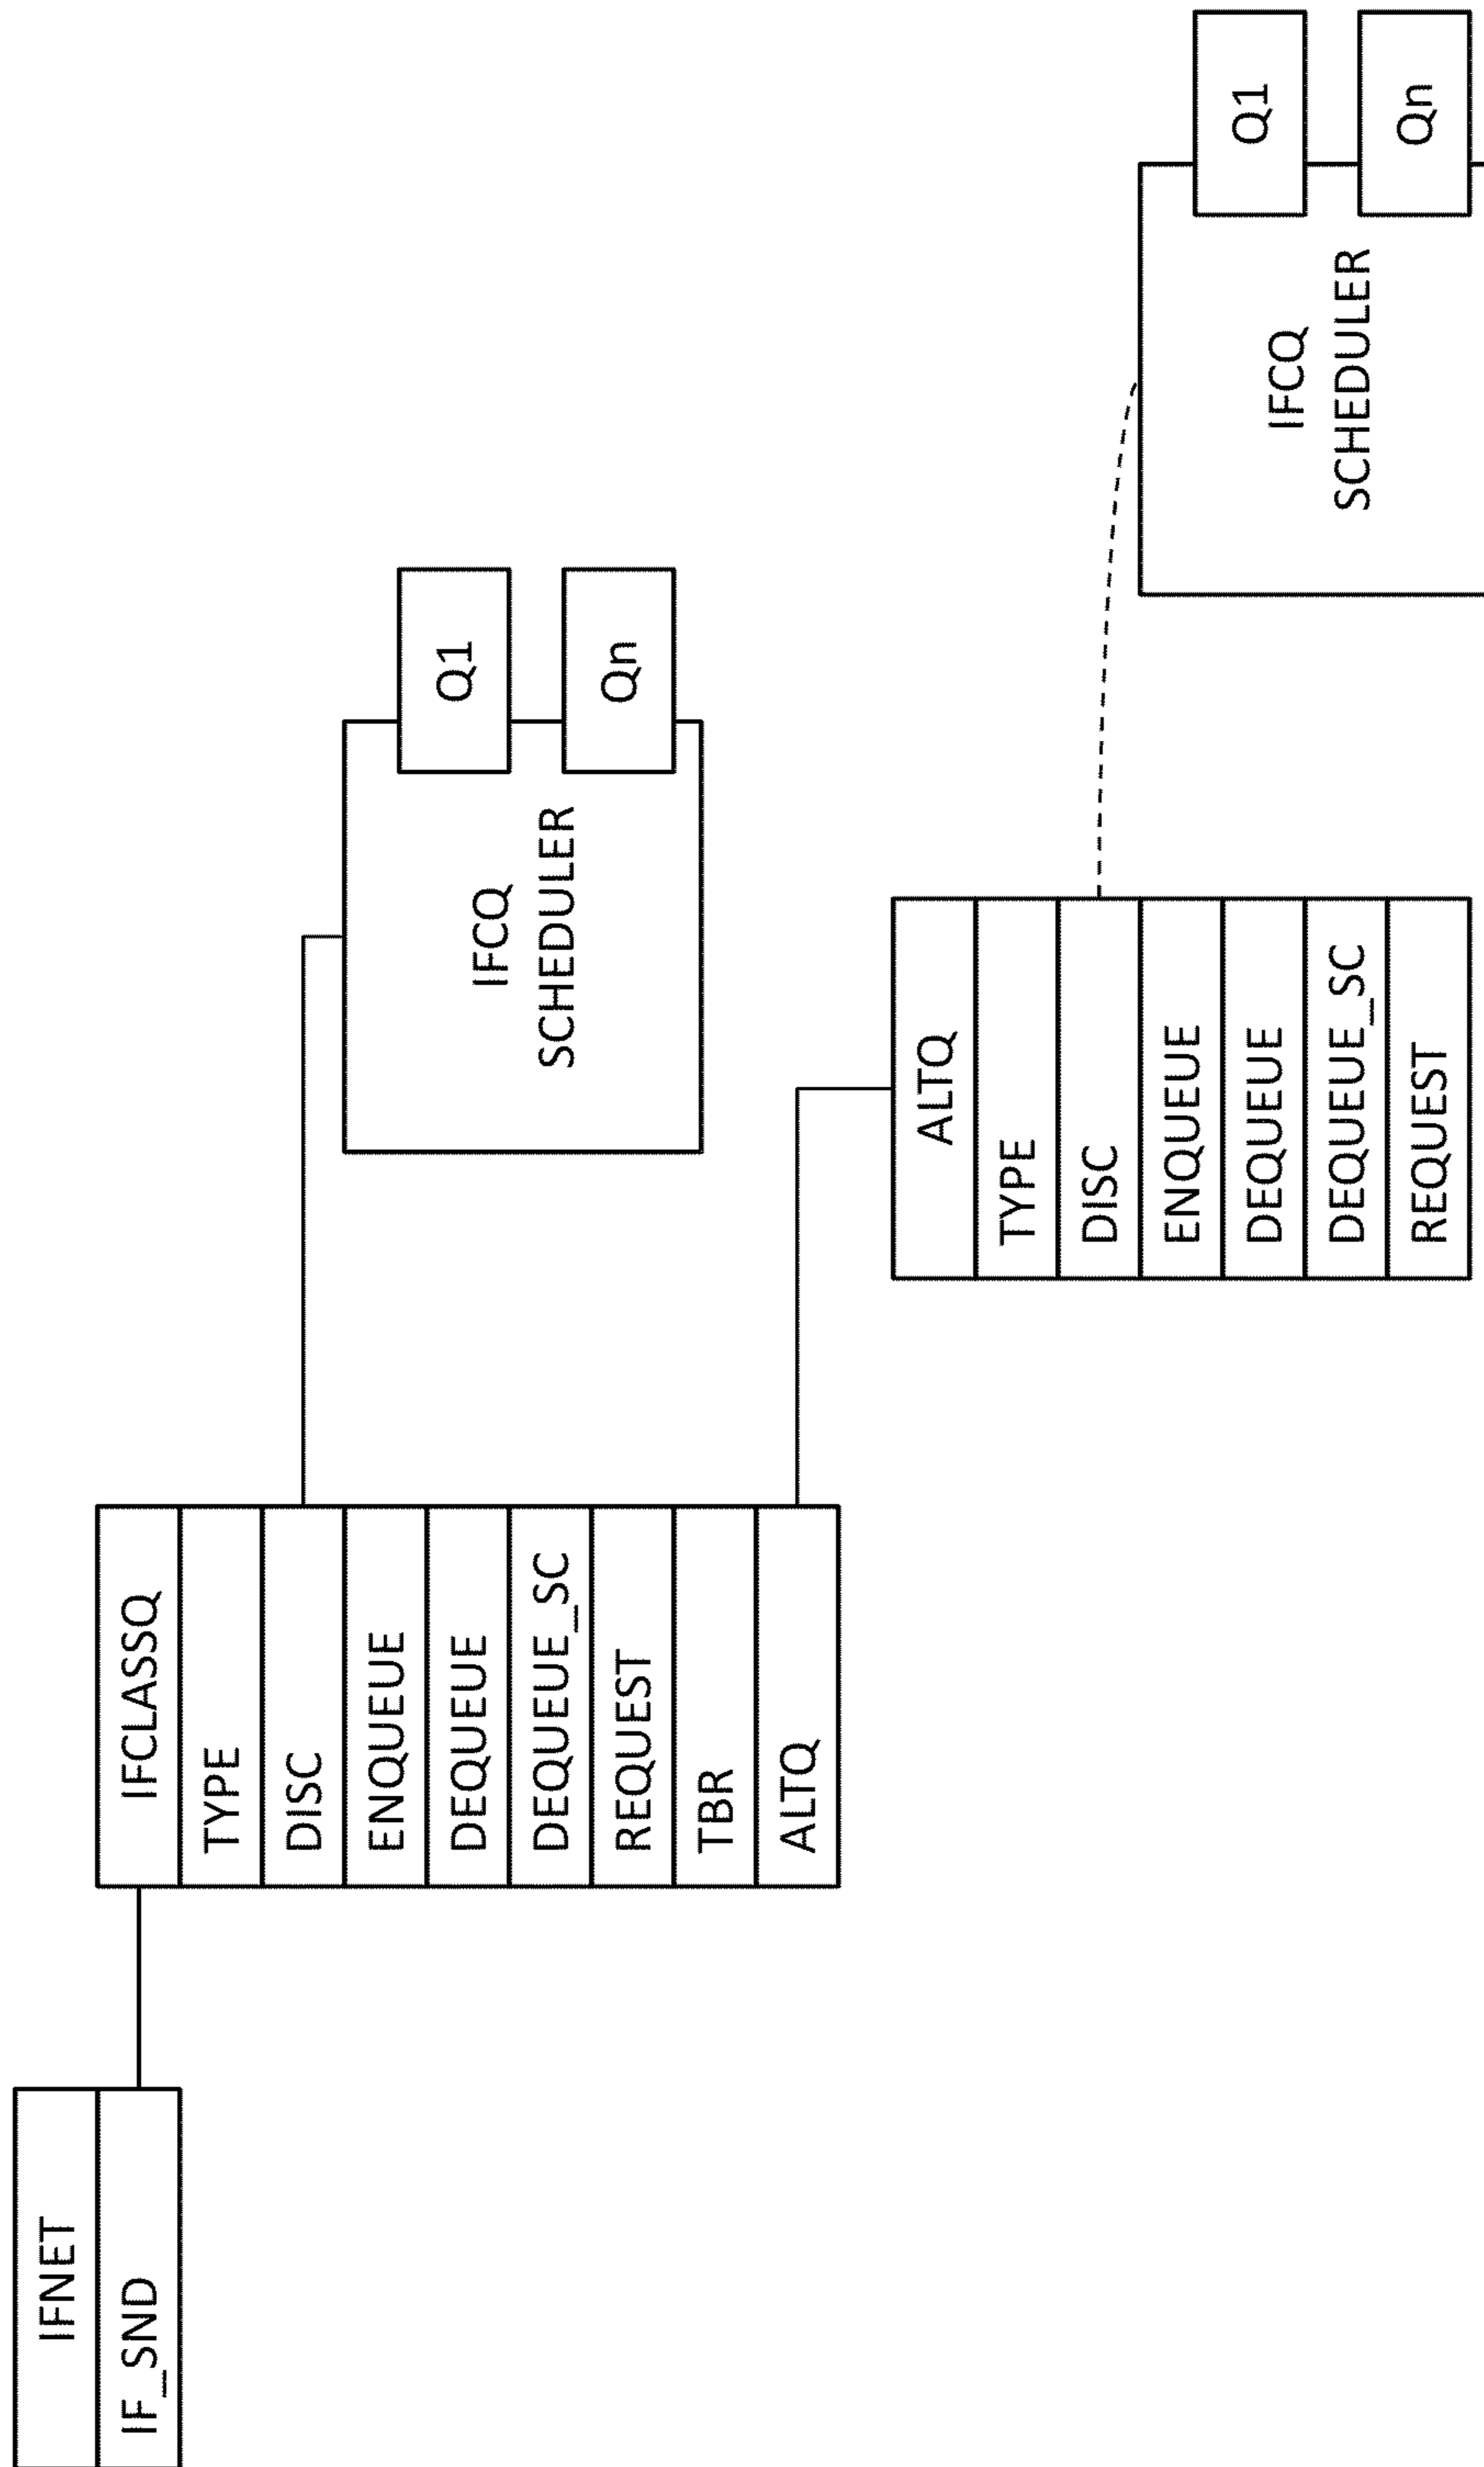 IFNET
IF_SND
IFCLASSQ
TYPE
DISC
ENQUEUE
DEQUEUE
DEQUEUE_SC
REQUEST
TBR
ALTQ
IFCQ
SCHEDULER
Q1
Qn
ALTQ
TYPE
DISC
ENQUEUE
DEQUEUE
DEQUEUE_SC
REQUEST
IFCQ
SCHEDULER
Q1
Qn